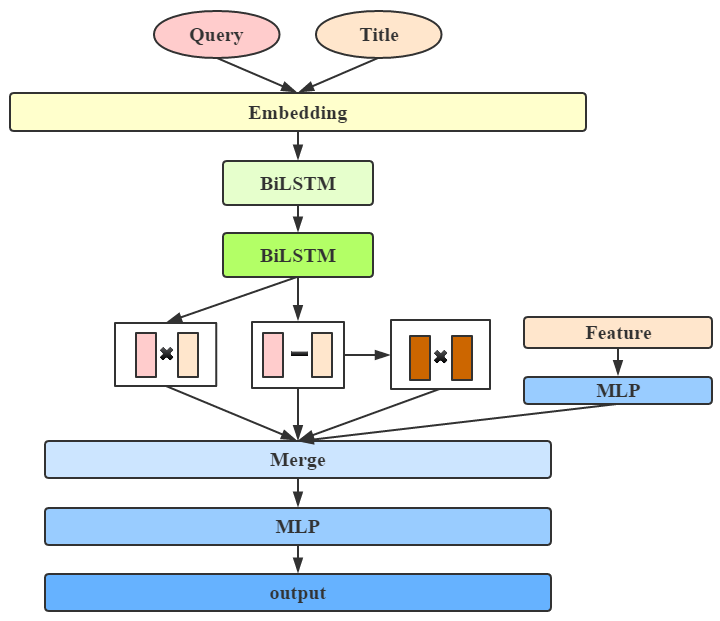 Query
Title
Embedding
BiLSTM
BiLSTM
Feature
MLP
Merge
MLP
output